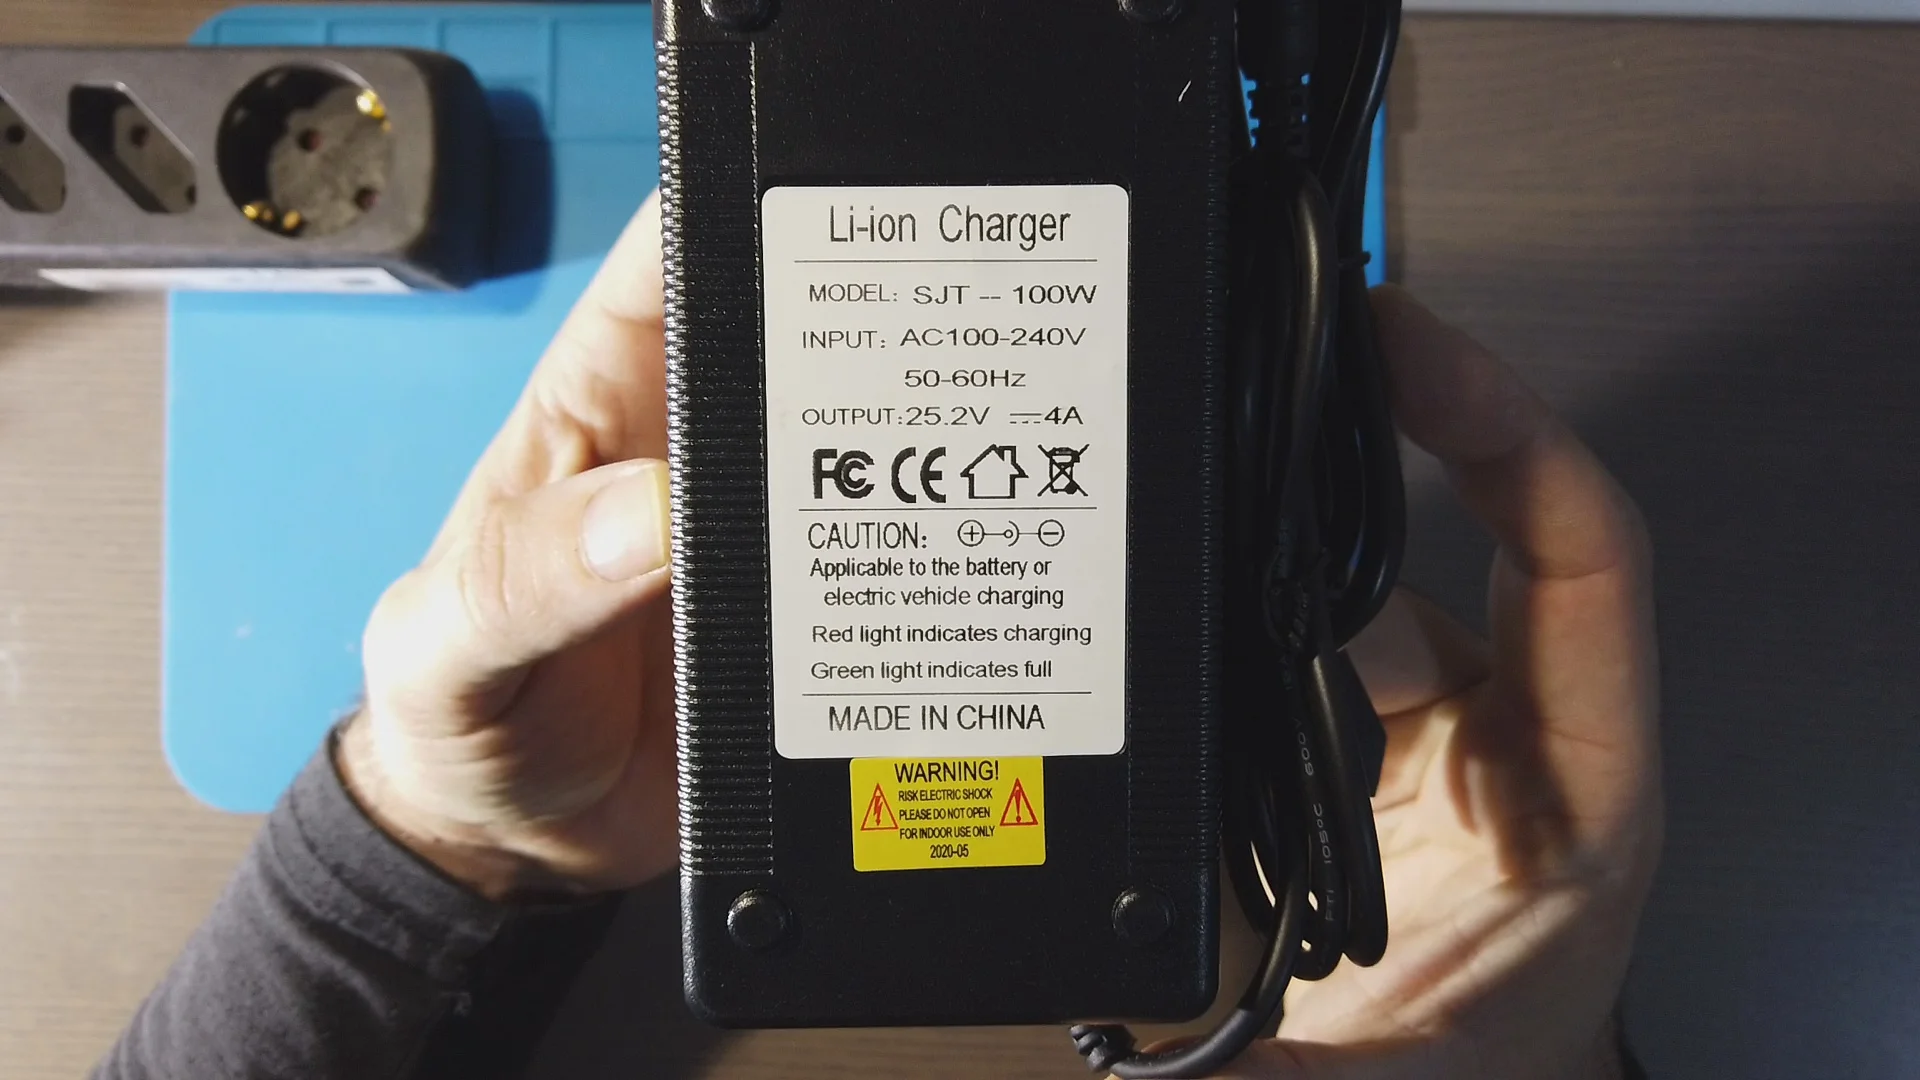 Li-ion Charger
MODEL: SJT -- 100W
INPUT: AC100-240V
50-60Hz
OUTPUT:25.2V ⎓4A
FC CE
CAUTION:
Applicable to the battery or
electric vehicle charging
Red light indicates charging
Green light indicates full
MADE IN CHINA
WARNING!
RISK ELECTRIC SHOCK
PLEASE DO NOT OPEN
FOR INDOOR USE ONLY
2020-05
105ºC 600V